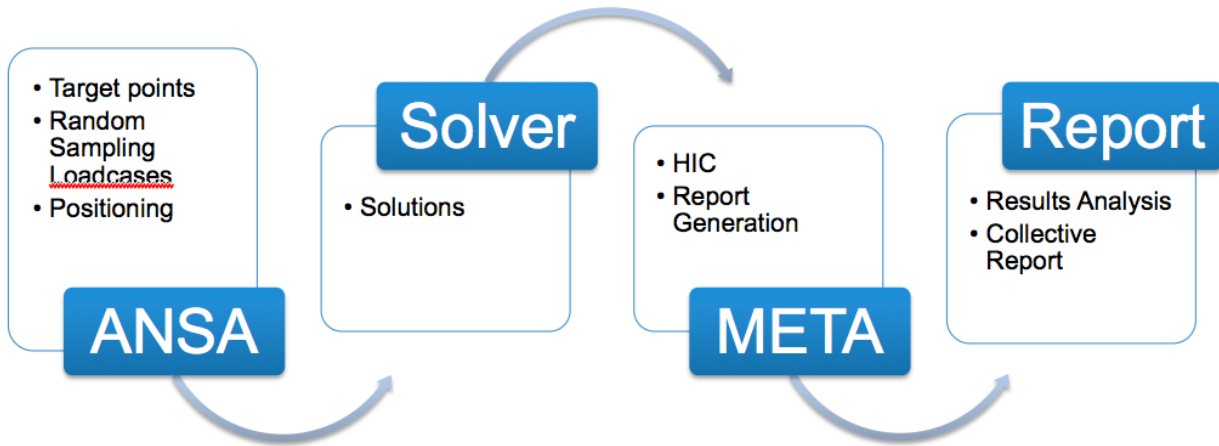 • Target points
• Random
Sampling
Loadcases
• Positioning
ANSA
Solver
• Solutions
• HIC
• Report
Generation
META
Report
• Results Analysis
• Collective
Report